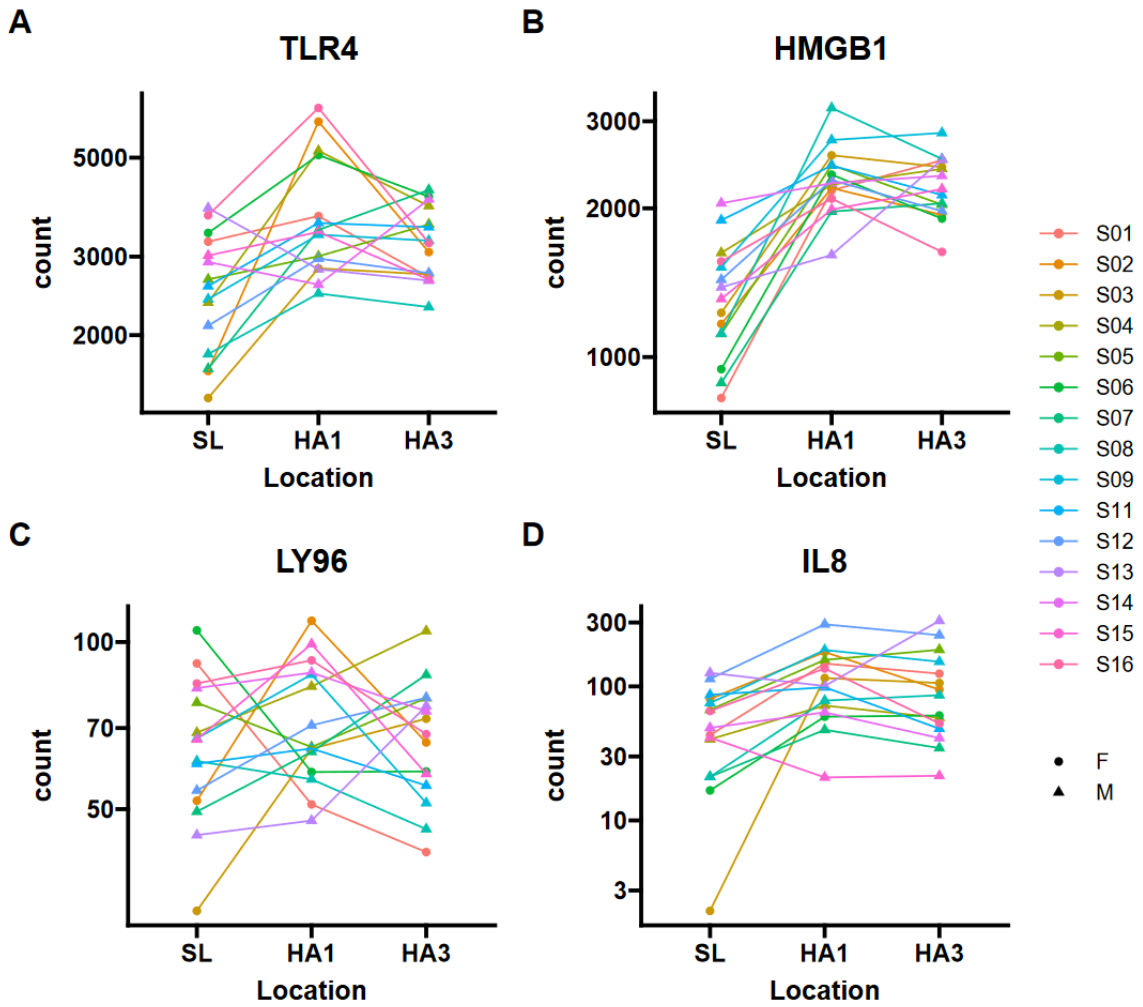 A
TLR4
5000
3000
2000
count
SL HA1 HA3
Location
B
HMGB1
3000
2000
1000
count
SL HA1 HA3
Location
C
LY96
100
70
50
count
SL HA1 HA3
Location
D
IL8
300
100
30
10
3
count
SL HA1 HA3
Location
S01
S02
S03
S04
S05
S06
S07
S08
S09
S11
S12
S13
S14
S15
S16
F
M